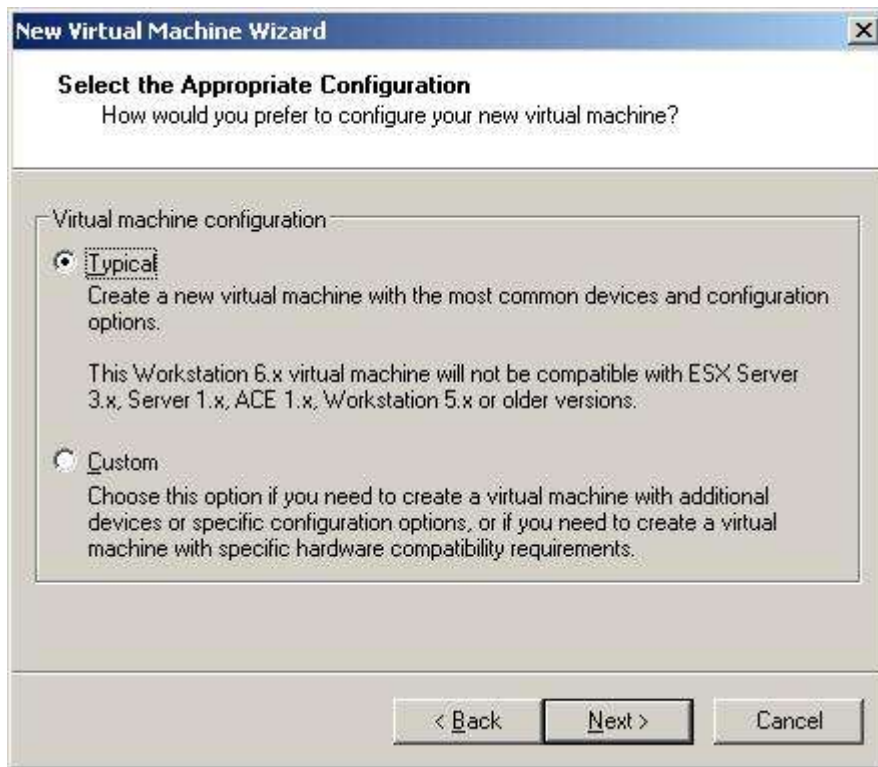 New Virtual Machine Wizard
Select the Appropriate Configuration
How would you prefer to configure your new virtual machine?
Virtual machine configuration
Typical
Create a new virtual machine with the most common devices and configuration
options.
This Workstation 6.x virtual machine will not be compatible with ESX Server
3.x, Server 1.x, ACE 1.x, Workstation 5.x or older versions.
Custom
Choose this option if you need to create a virtual machine with additional
devices or specific configuration options, or if you need to create a virtual
machine with specific hardware compatibility requirements.
< Back Next > Cancel